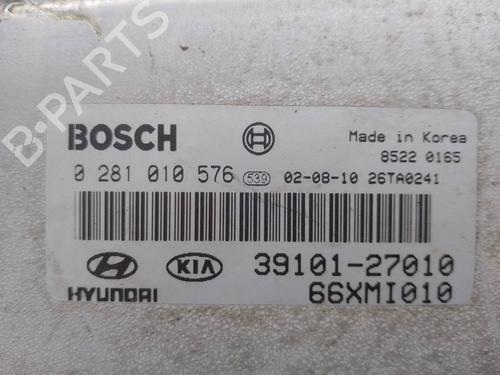 B-PARTS
BOSCH
Made in Korea
8522 0165
0 281 010 576 539 02-08-10 26TA0241
KIA 39101-27010
HYUNDAI 66XMI010